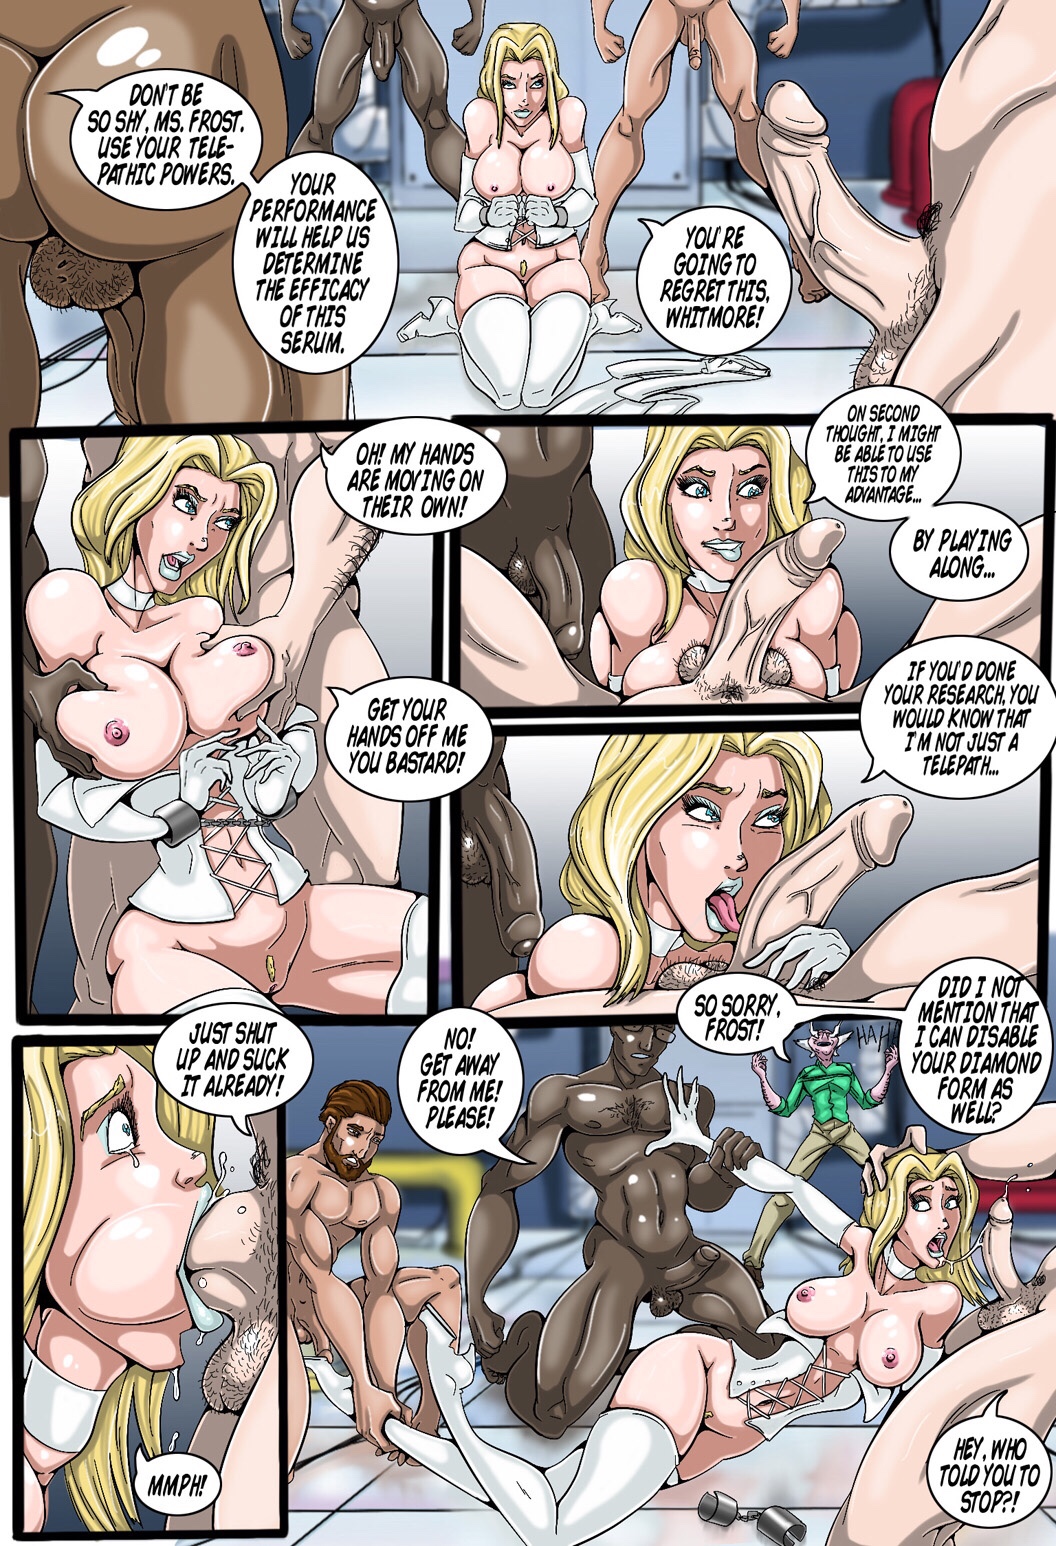 DON'T BE
SO SHY, MS. FROST.
USE YOUR TELE-
PATHIC POWERS.
YOUR
PERFORMANCE
WILL HELP US
DETERMINE
THE EFFICACY
OF THIS
SERUM.
YOU'RE
GOING TO
REGRET THIS,
WHITMORE!
OH! MY HANDS
ARE MOVING ON
THEIR OWN!
GET YOUR
HANDS OFF ME
YOU BASTARD!
ON SECOND
THOUGHT, I MIGHT
BE ABLE TO USE
THIS TO MY
ADVANTAGE...
BY PLAYING
ALONG...
IF YOU'D DONE
YOUR RESEARCH, YOU
WOULD KNOW THAT
I'M NOT JUST A
TELEPATH...
JUST SHUT
UP AND SUCK
IT ALREADY!
MMPH!
NO!
GET AWAY
FROM ME!
PLEASE!
SO SORRY,
FROST!
DID I NOT
MENTION THAT
I CAN DISABLE
YOUR DIAMOND
FORM AS
WELL?
HEY, WHO
TOLD YOU TO
STOP?!